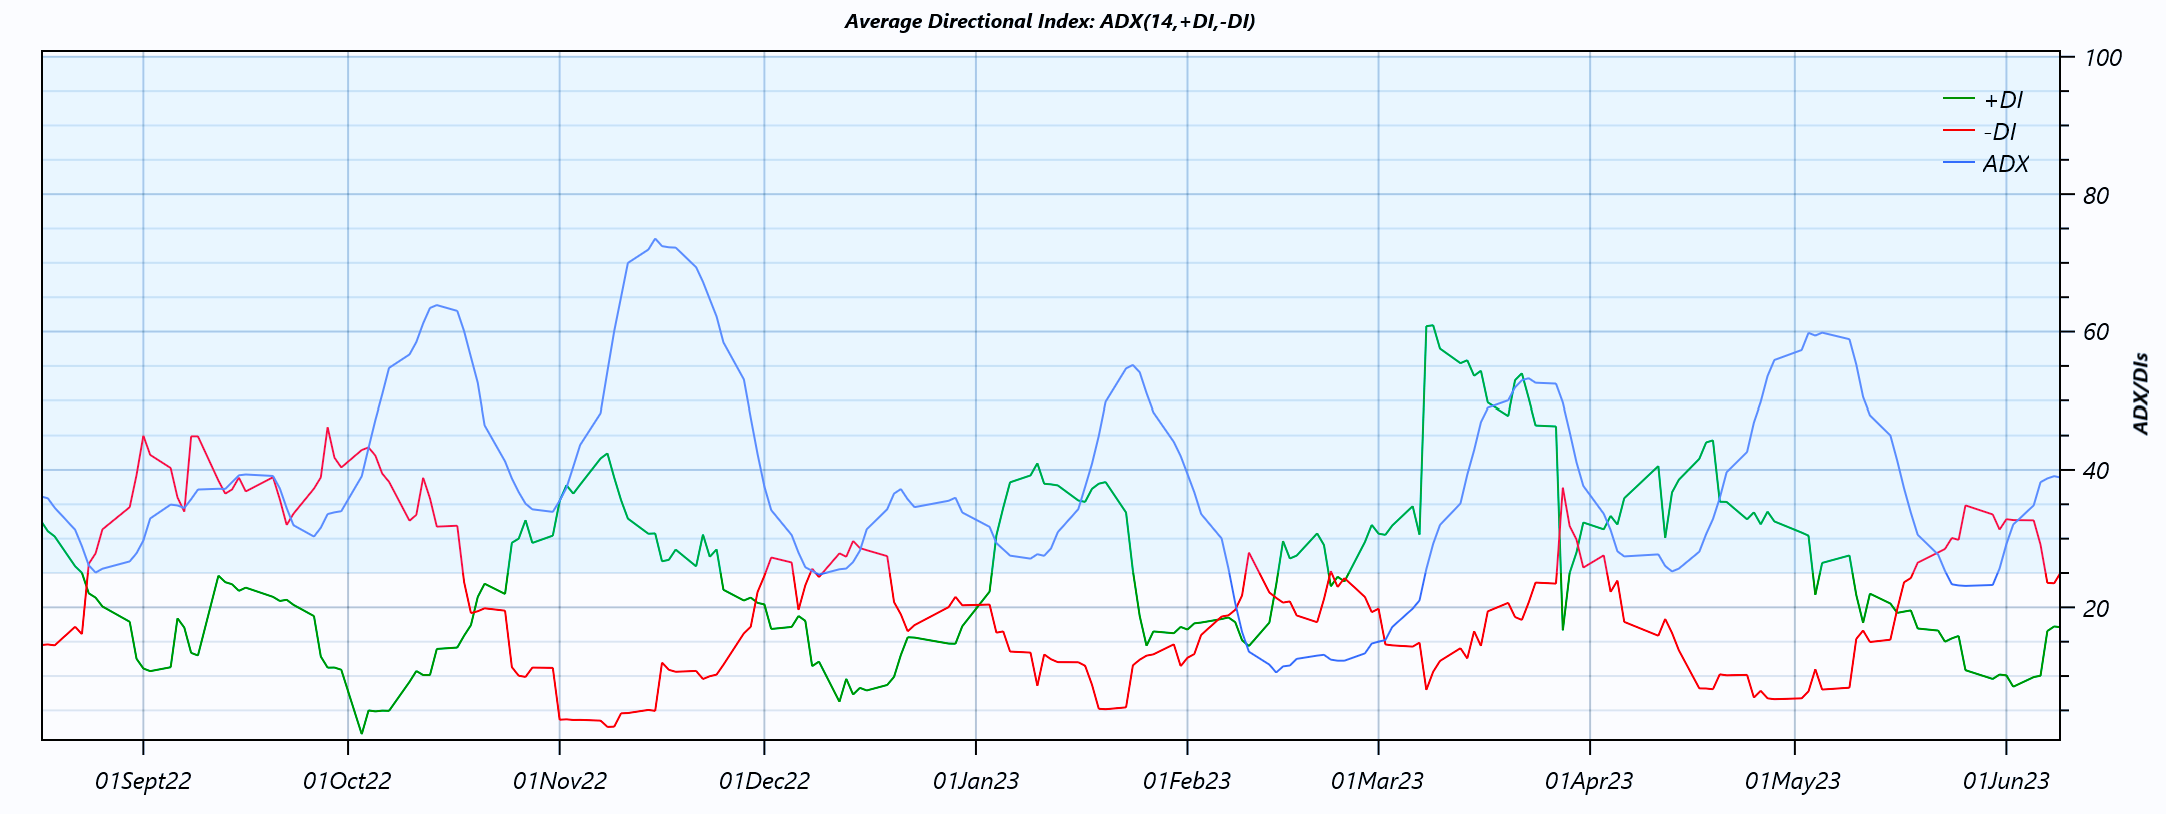 Average Directional Index: ADX(14,+DI,-DI)
100
80
60
40
20
+DI
-DI
ADX
ADX/DIs
01Sept22 01Oct22 01Nov22 01Dec22 01Jan23 01Feb23 01Mar23 01Apr23 01May23 01Jun23